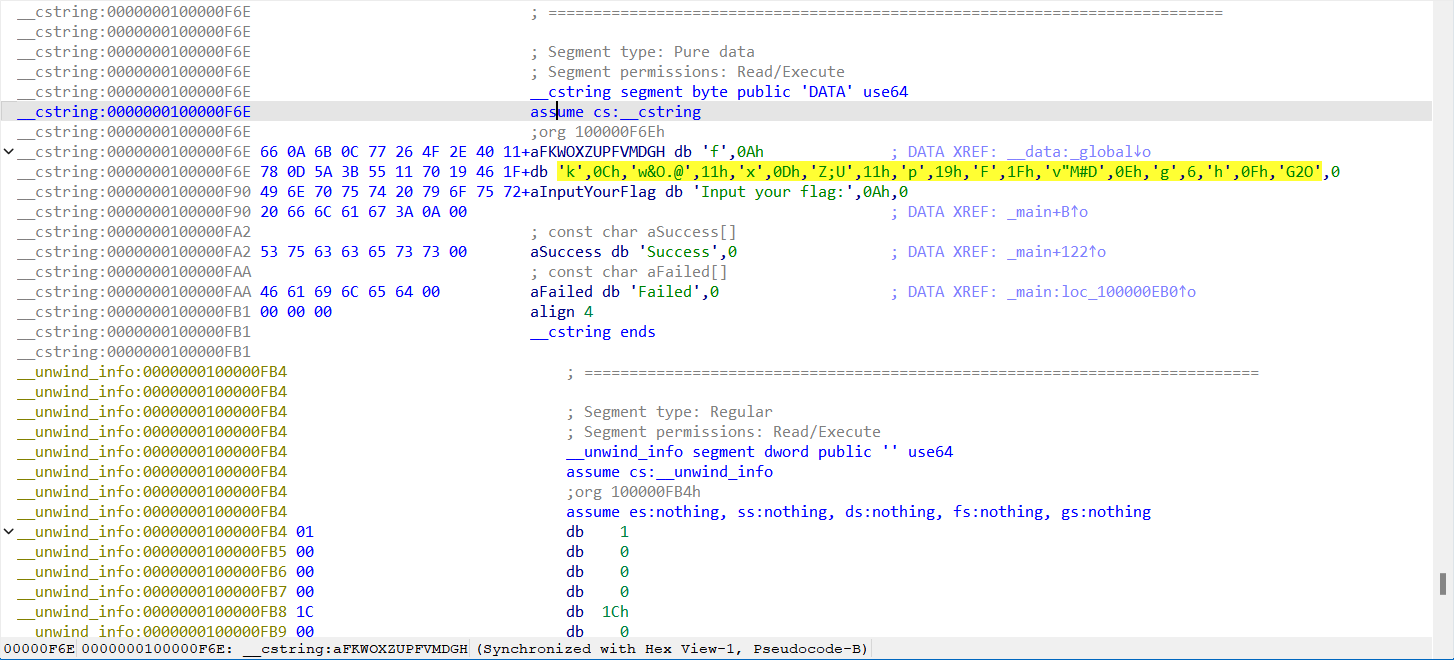 __cstring:0000000100000F6E ; ===========================================================================
__cstring:0000000100000F6E
__cstring:0000000100000F6E ; Segment type: Pure data
__cstring:0000000100000F6E ; Segment permissions: Read/Execute
__cstring:0000000100000F6E __cstring segment byte public 'DATA' use64
__cstring:0000000100000F6E assume cs:__cstring
__cstring:0000000100000F6E ;org 100000F6Eh
__cstring:0000000100000F6E 66 0A 6B 0C 77 26 4F 2E 40 11+aFKWOXZUPFVMDGH db 'f',0Ah ; DATA XREF: __data:_global↓o
__cstring:0000000100000F6E 78 0D 5A 3B 55 11 70 19 46 1F+db 'k',0Ch,'w&O.@',11h,'x',0Dh,'Z;U',11h,'p',19h,'F',1Fh,'v"M#D',0Eh,'g',6,'h',0Fh,'G2O',0
__cstring:0000000100000F90 49 6E 70 75 74 20 79 6F 75 72+aInputYourFlag db 'Input your flag:',0Ah,0
__cstring:0000000100000F90 20 66 6C 61 67 3A 0A 00 ; DATA XREF: _main+B↑o
__cstring:0000000100000FA2 ; const char aSuccess[]
__cstring:0000000100000FA2 53 75 63 63 65 73 73 00 aSuccess db 'Success',0 ; DATA XREF: _main+122↑o
__cstring:0000000100000FAA ; const char aFailed[]
__cstring:0000000100000FAA 46 61 69 6C 65 64 00 aFailed db 'Failed',0 ; DATA XREF: _main:loc_100000EB0↑o
__cstring:0000000100000FB1 00 00 00 align 4
__cstring:0000000100000FB1 __cstring ends
__cstring:0000000100000FB1
__unwind_info:0000000100000FB4 ; ===========================================================================
__unwind_info:0000000100000FB4
__unwind_info:0000000100000FB4 ; Segment type: Regular
__unwind_info:0000000100000FB4 ; Segment permissions: Read/Execute
__unwind_info:0000000100000FB4 __unwind_info segment dword public '' use64
__unwind_info:0000000100000FB4 assume cs:__unwind_info
__unwind_info:0000000100000FB4 ;org 100000FB4h
__unwind_info:0000000100000FB4 assume es:nothing, ss:nothing, ds:nothing, fs:nothing, gs:nothing
__unwind_info:0000000100000FB4 01 db 1
__unwind_info:0000000100000FB5 00 db 0
__unwind_info:0000000100000FB6 00 db 0
__unwind_info:0000000100000FB7 00 db 0
__unwind_info:0000000100000FB8 1C db 1Ch
__unwind_info:0000000100000FB9 00 db 0
00000F6E 0000000100000F6E: __cstring:aFKWOXZUPFVMDGH (Synchronized with Hex View-1, Pseudocode-B)